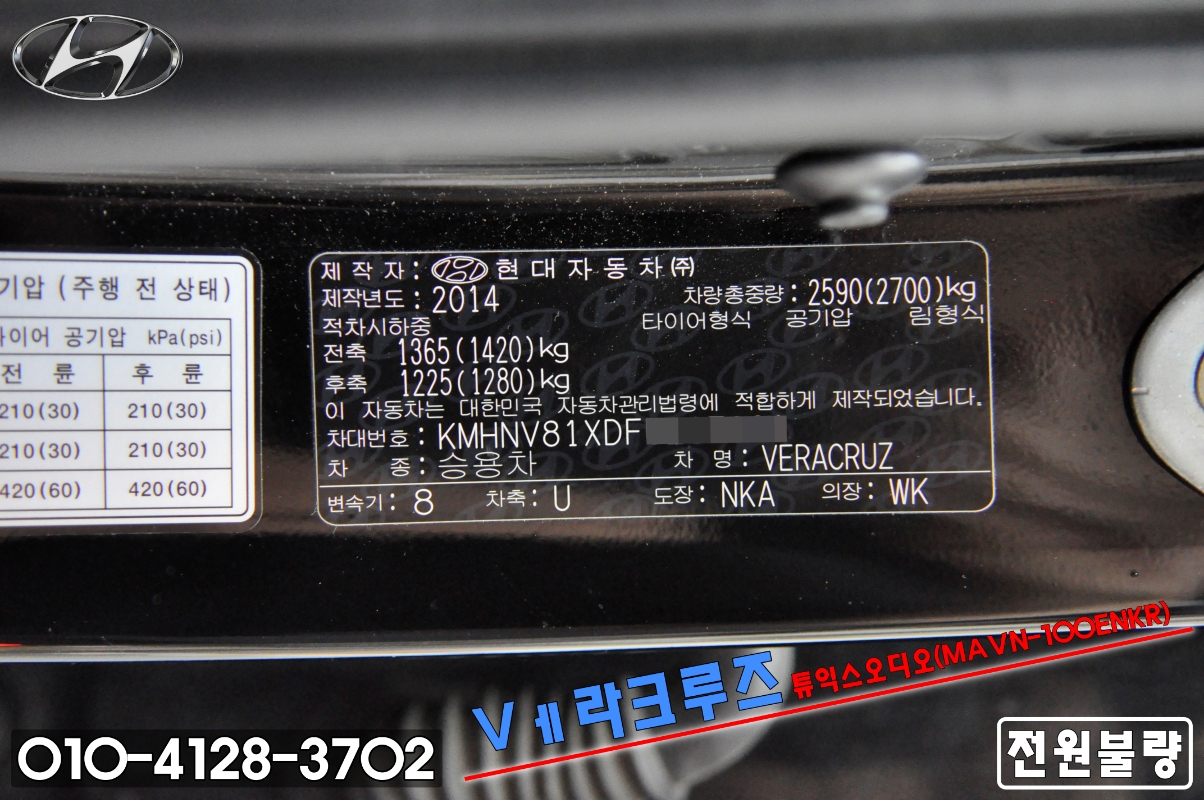 기압 (주행 전 상태)
타이어 공기압 kPa(psi)
전 륜 후 륜
210(30) 210(30)
210(30) 210(30)
420(60) 420(60)
제 작 자 : 현 대 자 동 차 ㈜
제작년도 : 2014 차량총중량 : 2590(2700)kg
적차시하중 타이어형식 공기압 림형식
전축 1365(1420)kg
후축 1225(1280)kg
이 자동차는 대한민국 자동차관리법령에 적합하게 제작되었습니다.
차대번호 : KMHNV81XDF
차 종 : 승용차 차 명 : VERACRUZ
변속기 : 8 차축 : U 도장 : NKA 의장 : WK
V ㅔ라크루즈 튜익스오디오(MAVN-100ENKR)
010-4128-3702
전원불량